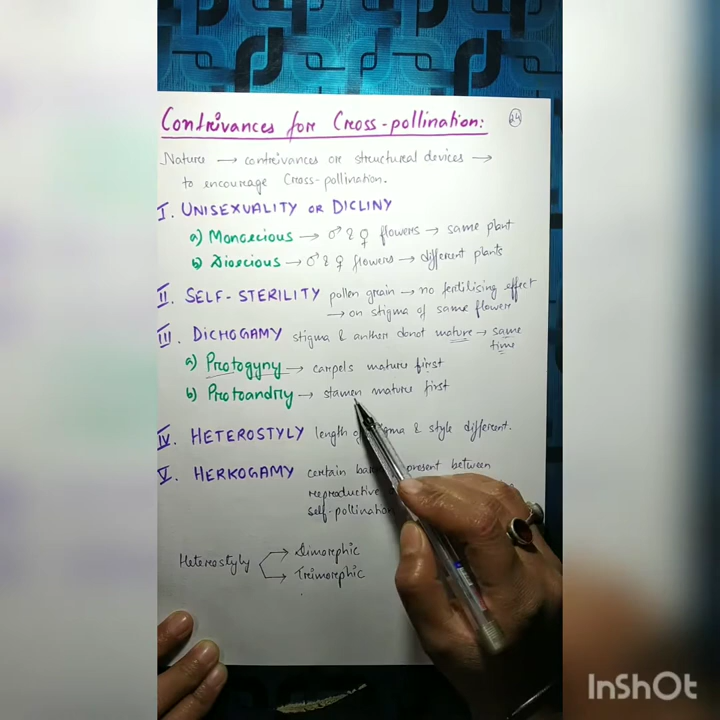 Contrivances for Cross-pollination:
24
Nature → contrivances or structural devices →
to encourage Cross-pollination.
I. UNISEXUALITY OR DICLINY
a) Monoecious → ♂ & ♀ flowers → same plant
b) Dioecious → ♂ & ♀ flowers → different plants
II. SELF-STERILITY pollen grain → no fertilising effect
→ on stigma of same flower
III. DICHOGAMY stigma & anther donot mature → same
time
a) Protogyny → carpels mature first
b) Protoandry → stamen mature first
IV. HETEROSTYLY length of & style different.
V. HERKOGAMY certain present between
reproductive
self-pollination
Heterostyly → Dimorphic
→ Trimorphic
InShOt